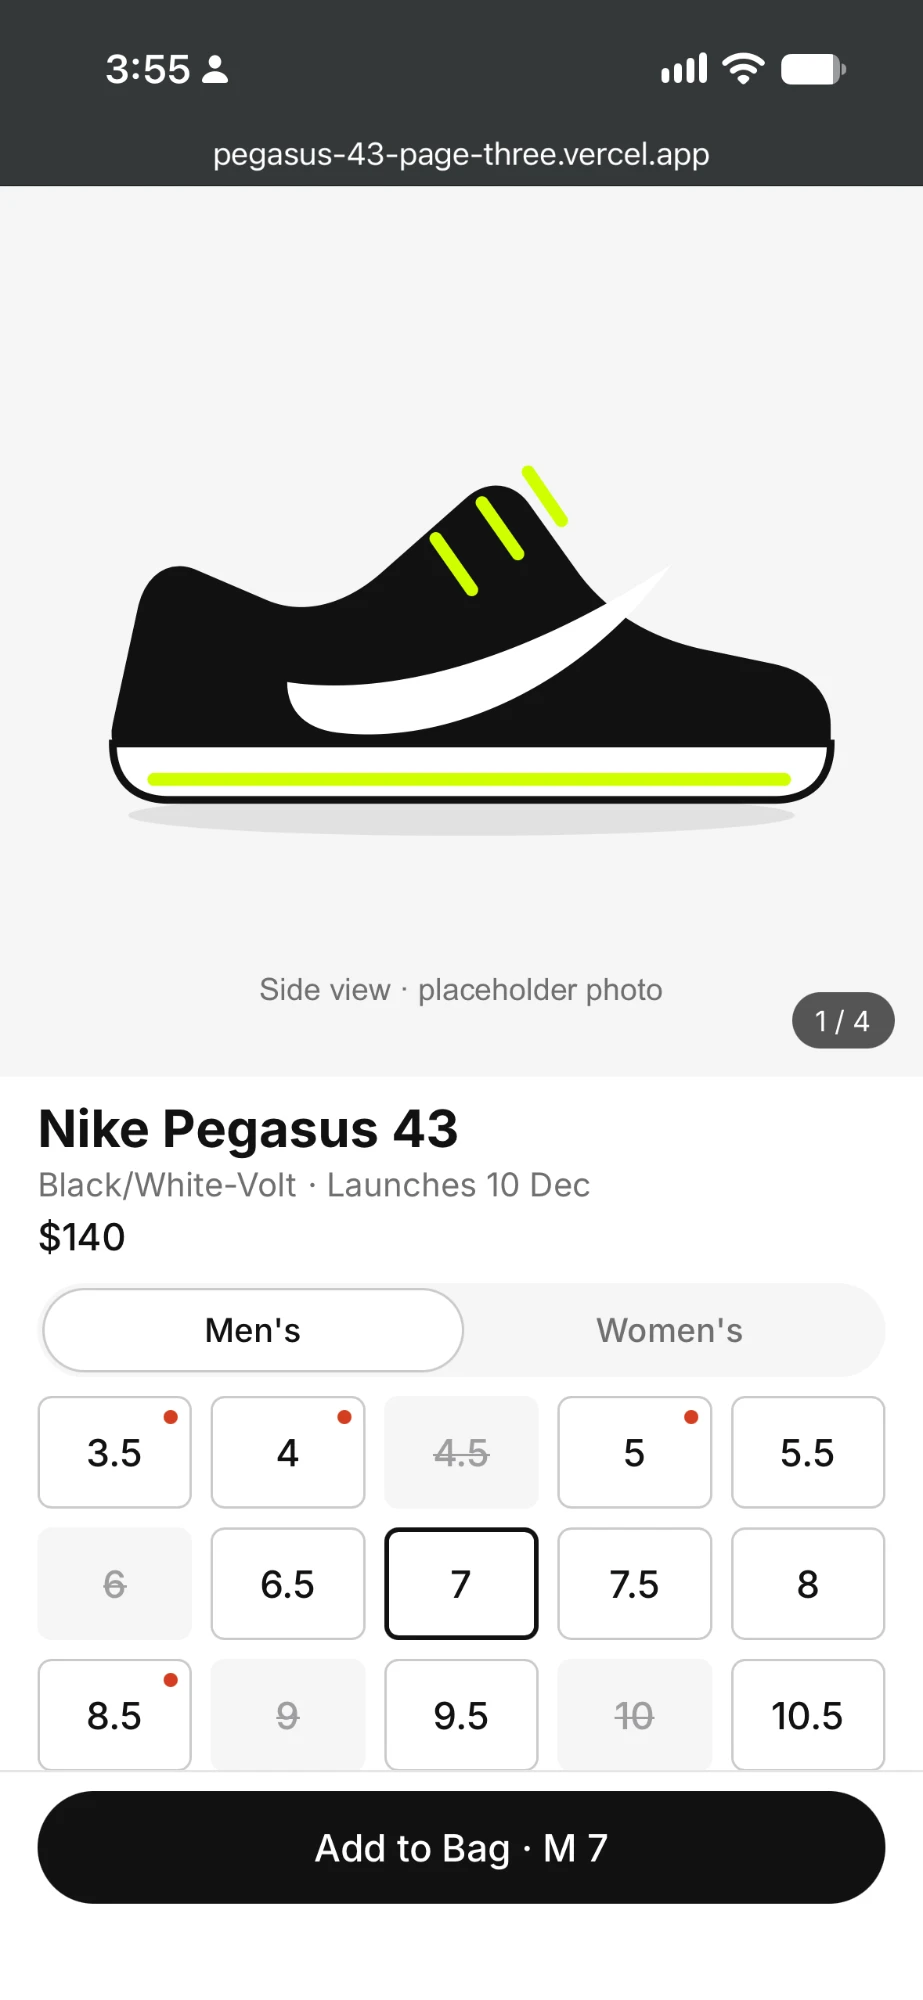 3:55
pegasus-43-page-three.vercel.app
Side view · placeholder photo
1 / 4
Nike Pegasus 43
Black/White-Volt · Launches 10 Dec
$140
Men's Women's
3.5 4 4.5 5 5.5
6 6.5 7 7.5 8
8.5 9 9.5 10 10.5
Add to Bag · M 7